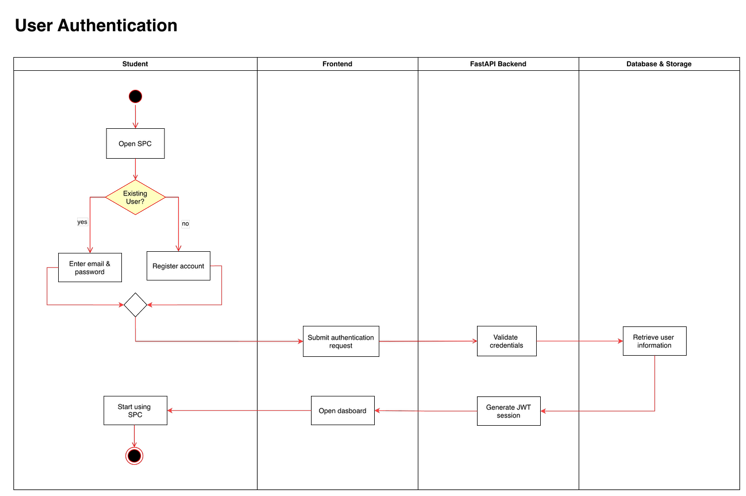 User Authentication
Student
Frontend
FastAPI Backend
Database & Storage
Open SPC
Existing
User?
yes
no
Enter email &
password
Register account
Submit authentication
request
Validate
credentials
Retrieve user
information
Start using
SPC
Open dasboard
Generate JWT
session